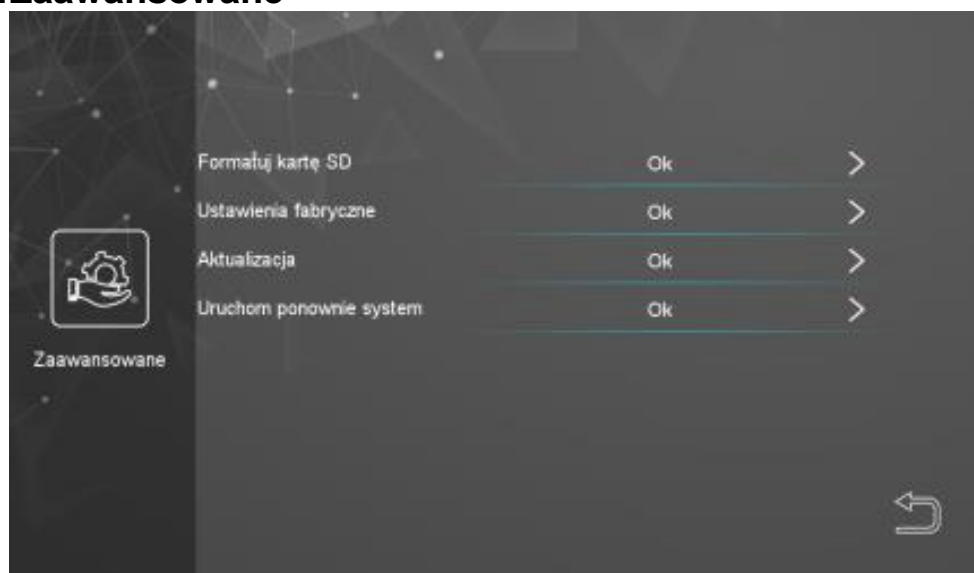 Zaawansowane
Formatuj kartę SD Ok >
Ustawienia fabryczne Ok >
Aktualizacja Ok >
Uruchom ponownie system Ok >
Zaawansowane